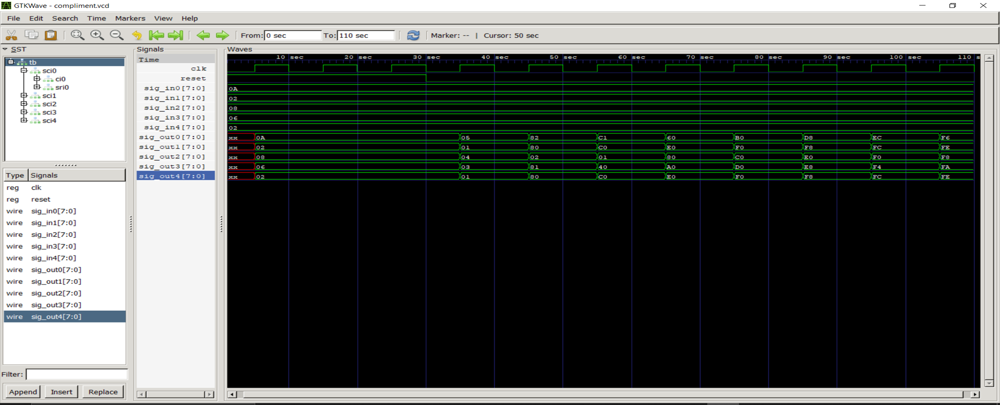 GTKWave - compliment.vcd
File Edit Search Time Markers View Help
From: 0 sec To: 110 sec Marker: -- | Cursor: 50 sec
SST
tb
sci0
ci0
sri0
sci1
sci2
sci3
sci4
Type Signals
reg clk
reg reset
wire sig_in0[7:0]
wire sig_in1[7:0]
wire sig_in2[7:0]
wire sig_in3[7:0]
wire sig_in4[7:0]
wire sig_out0[7:0]
wire sig_out1[7:0]
wire sig_out2[7:0]
wire sig_out3[7:0]
wire sig_out4[7:0]
Filter:
Append Insert Replace
Signals
Time
clk
reset
sig_in0[7:0]
sig_in1[7:0]
sig_in2[7:0]
sig_in3[7:0]
sig_in4[7:0]
sig_out0[7:0]
sig_out1[7:0]
sig_out2[7:0]
sig_out3[7:0]
sig_out4[7:0]
Waves
10 sec 20 sec 30 sec 40 sec 50 sec 60 sec 70 sec 80 sec 90 sec 100 sec 110 s
0A
02
08
06
02
xx 0A 05 82 C1 60 B0 D8 EC F6
xx 02 01 80 C0 E0 F0 F8 FC FE
xx 08 04 02 01 80 C0 E0 F0 F8
xx 06 03 81 40 A0 D0 E8 F4 FA
xx 02 01 80 C0 E0 F0 F8 FC FE